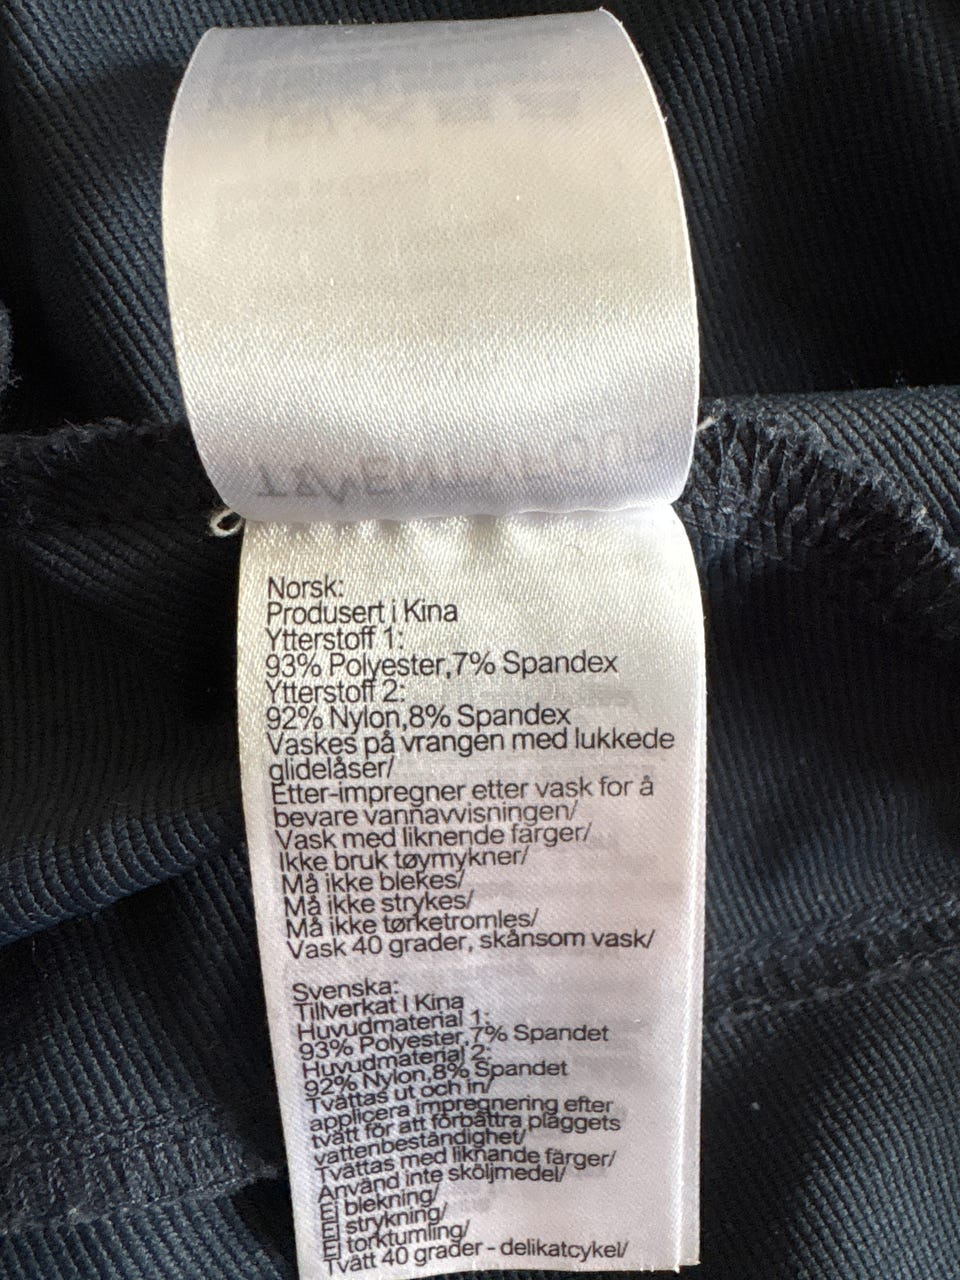 Norsk:
Produsert i Kina
Ytterstoff 1:
93% Polyester,7% Spandex
Ytterstoff 2:
92% Nylon,8% Spandex
Vaskes på vrangen med lukkede
glidelåser/
Etter-impregner etter vask for å
bevare vannavvisningen/
Vask med liknende färger/
Ikke bruk tøymykner/
Må ikke blekes/
Må ikke strykes/
Må ikke tørketromles/
Vask 40 grader, skånsom vask/
Svenska:
Tillverkat I Kina
Huvudmaterial 1:
93% Polyester,7% Spandet
Huvudmaterial 2:
92% Nylon,8% Spandet
Tvättas ut och in/
applicera impregnering efter
tvätt för att förbättra plaggets
vattenbeständighet/
Tvättas med liknande färger/
Använd inte sköljmedel/
Ej blekning/
Ej strykning/
Ej torktumling/
Tvätt 40 grader - delikatcykel/